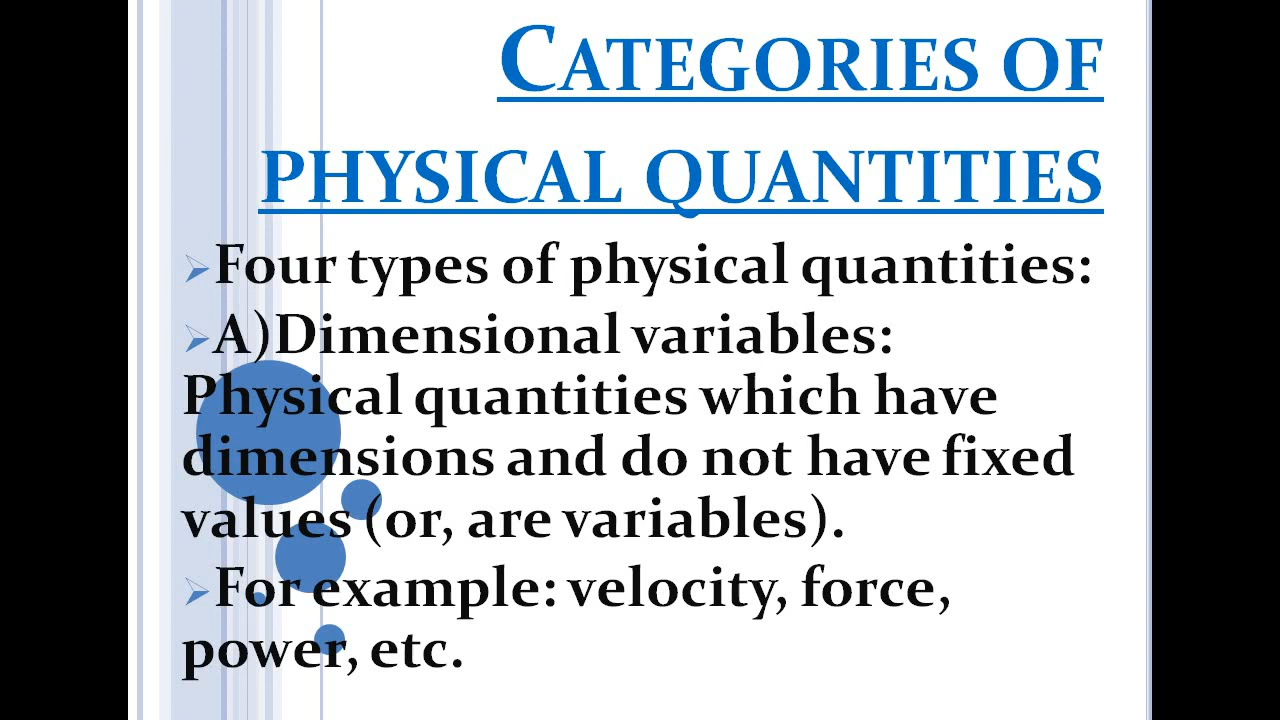 CATEGORIES OF
PHYSICAL QUANTITIES
➢Four types of physical quantities:
➢A)Dimensional variables:
Physical quantities which have
dimensions and do not have fixed
values (or, are variables).
➢For example: velocity, force,
power, etc.